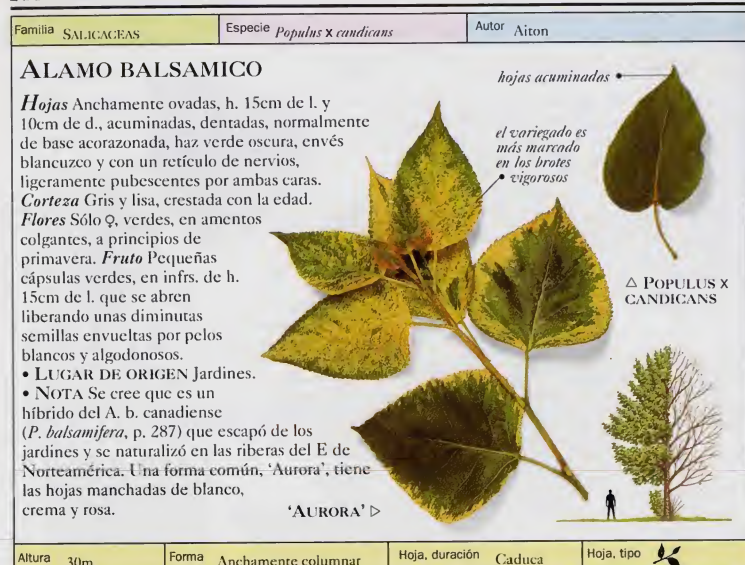 Familia SALICACEAS Especie Populus x candicans Autor Aiton
ALAMO BALSAMICO
Hojas Anchamente ovadas, h. 15cm de l. y
10cm de d., acuminadas, dentadas, normalmente
de base acorazonada, haz verde oscura, envés
blancuzco y con un retículo de nervios,
ligeramente pubescentes por ambas caras.
Corteza Gris y lisa, crestada con la edad.
Flores Sólo ♀, verdes, en amentos
colgantes, a principios de
primavera. Fruto Pequeñas
cápsulas verdes, en infrs. de h.
15cm de l. que se abren
liberando unas diminutas
semillas envueltas por pelos
blancos y algodonosos.
• LUGAR DE ORIGEN Jardines.
• NOTA Se cree que es un
híbrido del A. b. canadiense
(P. balsamifera, p. 287) que escapó de los
jardines y se naturalizó en las riberas del E de
Norteamérica. Una forma común, 'Aurora', tiene
las hojas manchadas de blanco,
crema y rosa.
hojas acuminadas •
el variegado es
más marcado
en los brotes
• vigorosos
△ POPULUS X
CANDICANS
'AURORA' ▷
Altura 30m Forma Anchamente columnar Hoja, duración Caduca Hoja, tipo